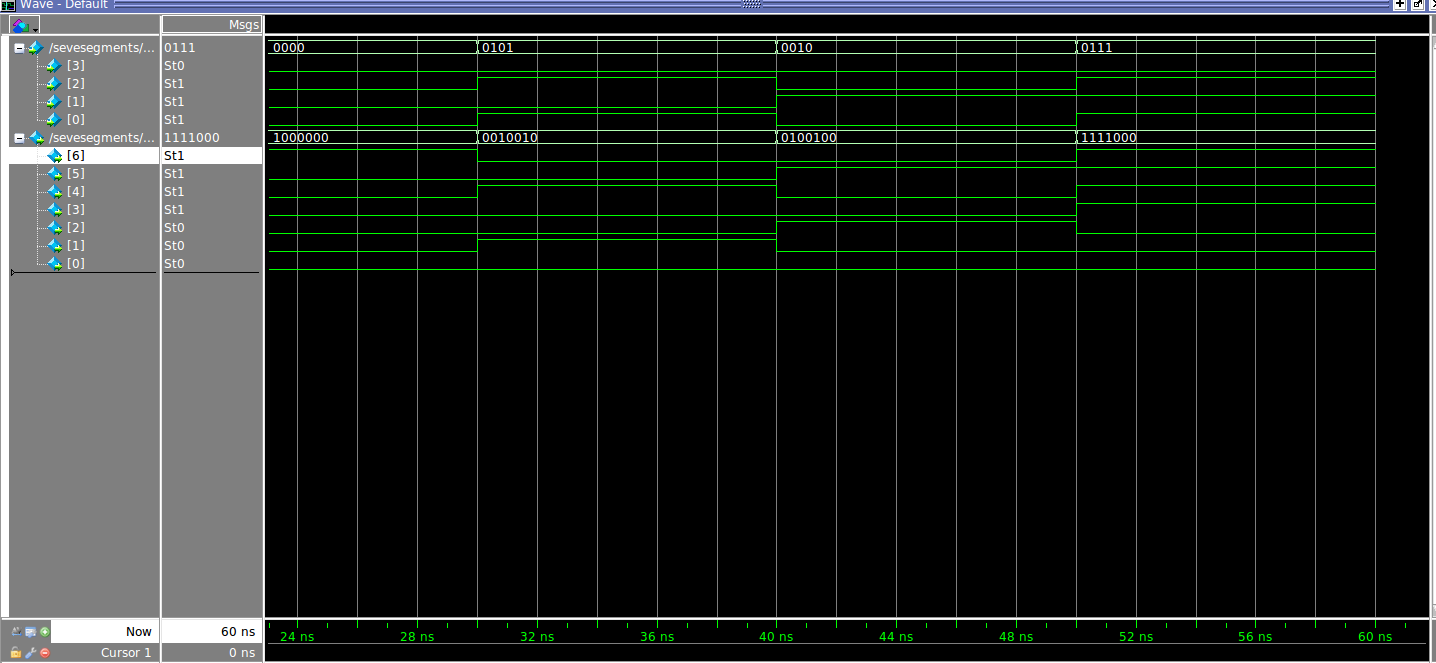 Wave - Default
Msgs
/sevesegments/... 0111 0000 0101 0010 0111
[3] St0
[2] St1
[1] St1
[0] St1
/sevesegments/... 1111000 1000000 0010010 0100100 1111000
[6] St1
[5] St1
[4] St1
[3] St1
[2] St0
[1] St0
[0] St0
Now 60 ns 24 ns 28 ns 32 ns 36 ns 40 ns 44 ns 48 ns 52 ns 56 ns 60 ns
Cursor 1 0 ns